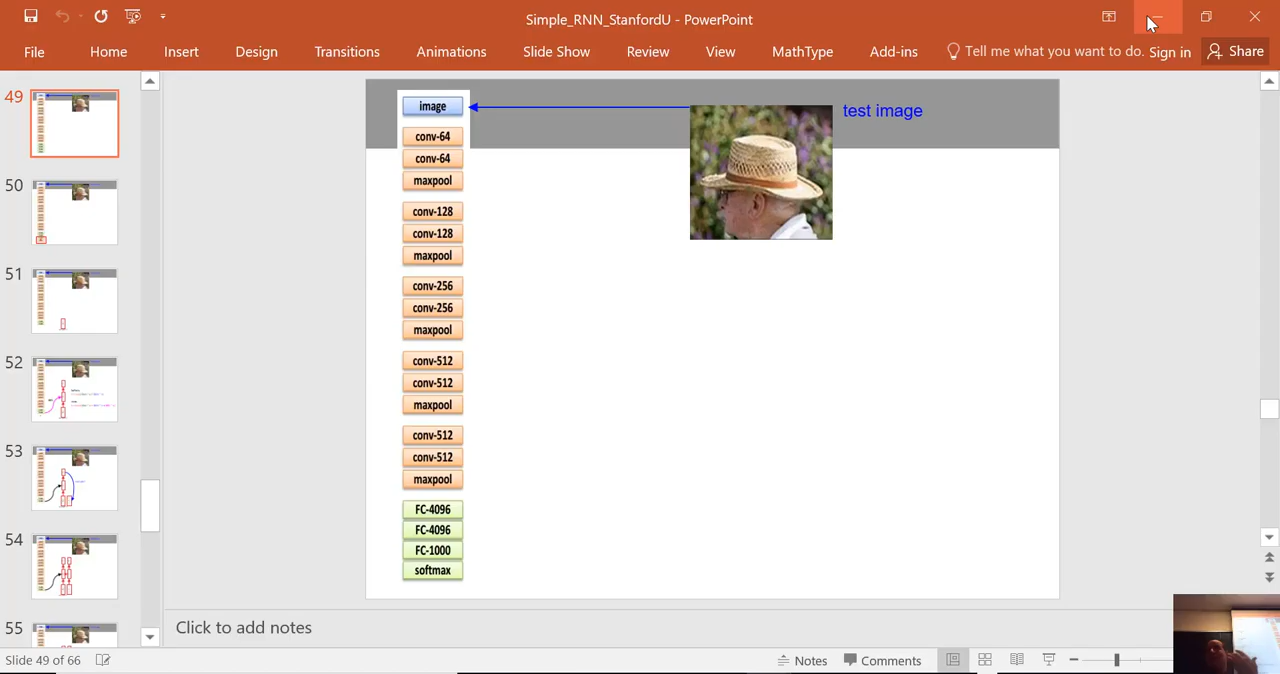 Simple_RNN_StanfordU - PowerPoint
File Home Insert Design Transitions Animations Slide Show Review View MathType Add-ins Tell me what you want to do. Sign in Share
49
50
51
52
53
54
55
image
test image
conv-64
conv-64
maxpool
conv-128
conv-128
maxpool
conv-256
conv-256
maxpool
conv-512
conv-512
maxpool
conv-512
conv-512
maxpool
FC-4096
FC-4096
FC-1000
softmax
Click to add notes
Slide 49 of 66 Notes Comments